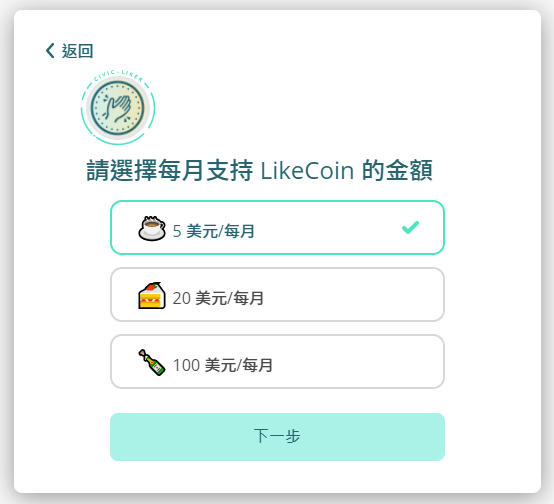 返回
CIVIC · LIKER
請選擇每月支持 LikeCoin 的金額
5 美元/每月
20 美元/每月
100 美元/每月
下一步